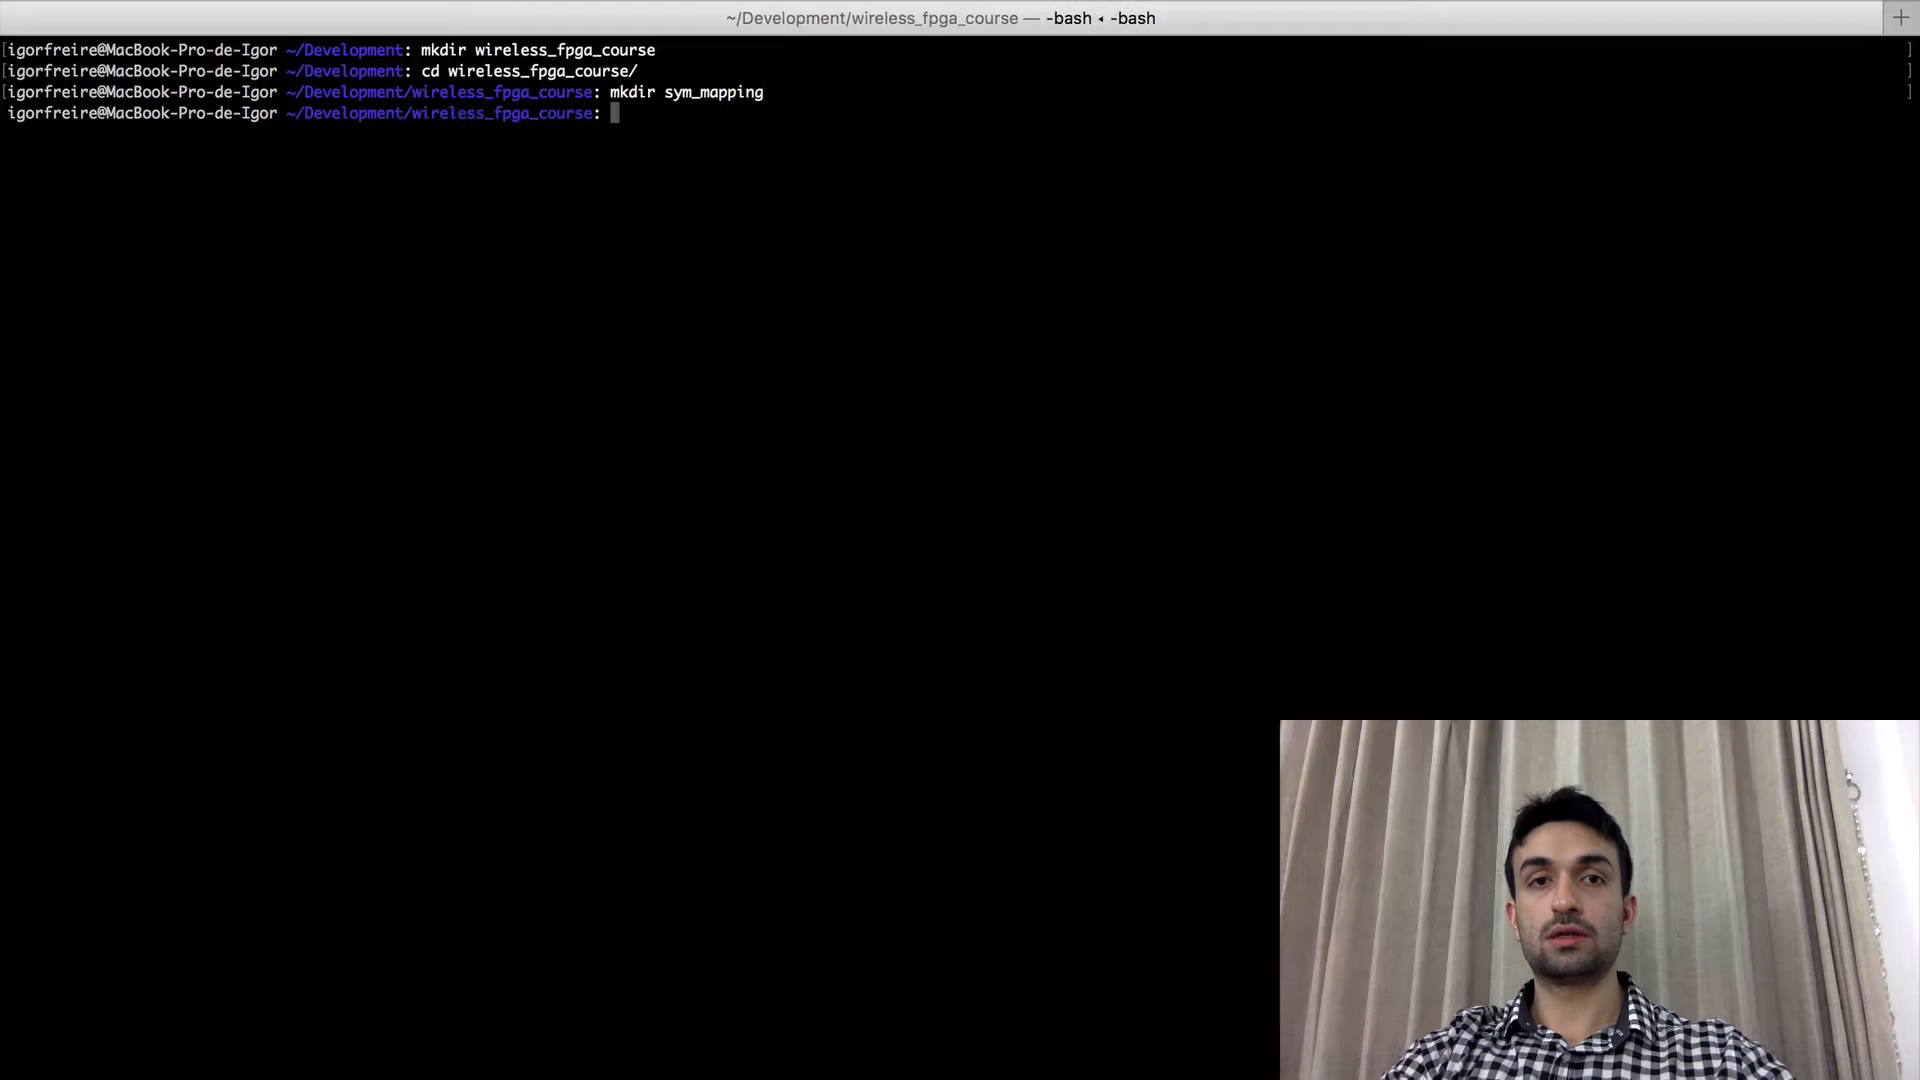 ~/Development/wireless_fpga_course — -bash ◂ -bash
[igorfreire@MacBook-Pro-de-Igor ~/Development: mkdir wireless_fpga_course ]
[igorfreire@MacBook-Pro-de-Igor ~/Development: cd wireless_fpga_course/ ]
[igorfreire@MacBook-Pro-de-Igor ~/Development/wireless_fpga_course: mkdir sym_mapping ]
igorfreire@MacBook-Pro-de-Igor ~/Development/wireless_fpga_course: